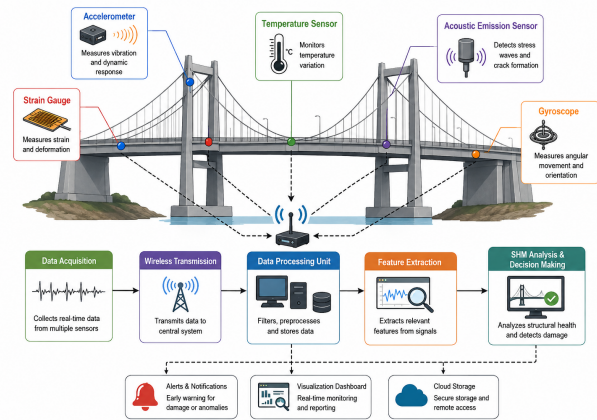 Accelerometer
Measures vibration
and dynamic
response
Temperature Sensor
°C
Monitors
temperature
variation
Acoustic Emission Sensor
Detects stress
waves and crack
formation
Strain Gauge
Measures strain
and deformation
Gyroscope
Measures angular
movement and
orientation
Data Acquisition
Collects real-time data
from multiple sensors
Wireless Transmission
Transmits data to
central system
Data Processing Unit
Filters, preprocesses
and stores data
Feature Extraction
Extracts relevant
features from signals
SHM Analysis &
Decision Making
Analyzes structural health
and detects damage
Alerts & Notifications
Early warning for
damage or anomalies
Visualization Dashboard
Real-time monitoring
and reporting
Cloud Storage
Secure storage and
remote access